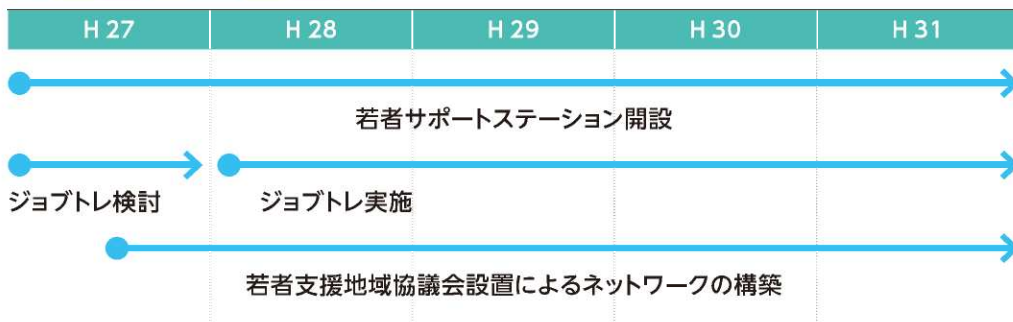 H 27 H 28 H 29 H 30 H 31
若者サポートステーション開設
ジョブトレ検討 ジョブトレ実施
若者支援地域協議会設置によるネットワークの構築